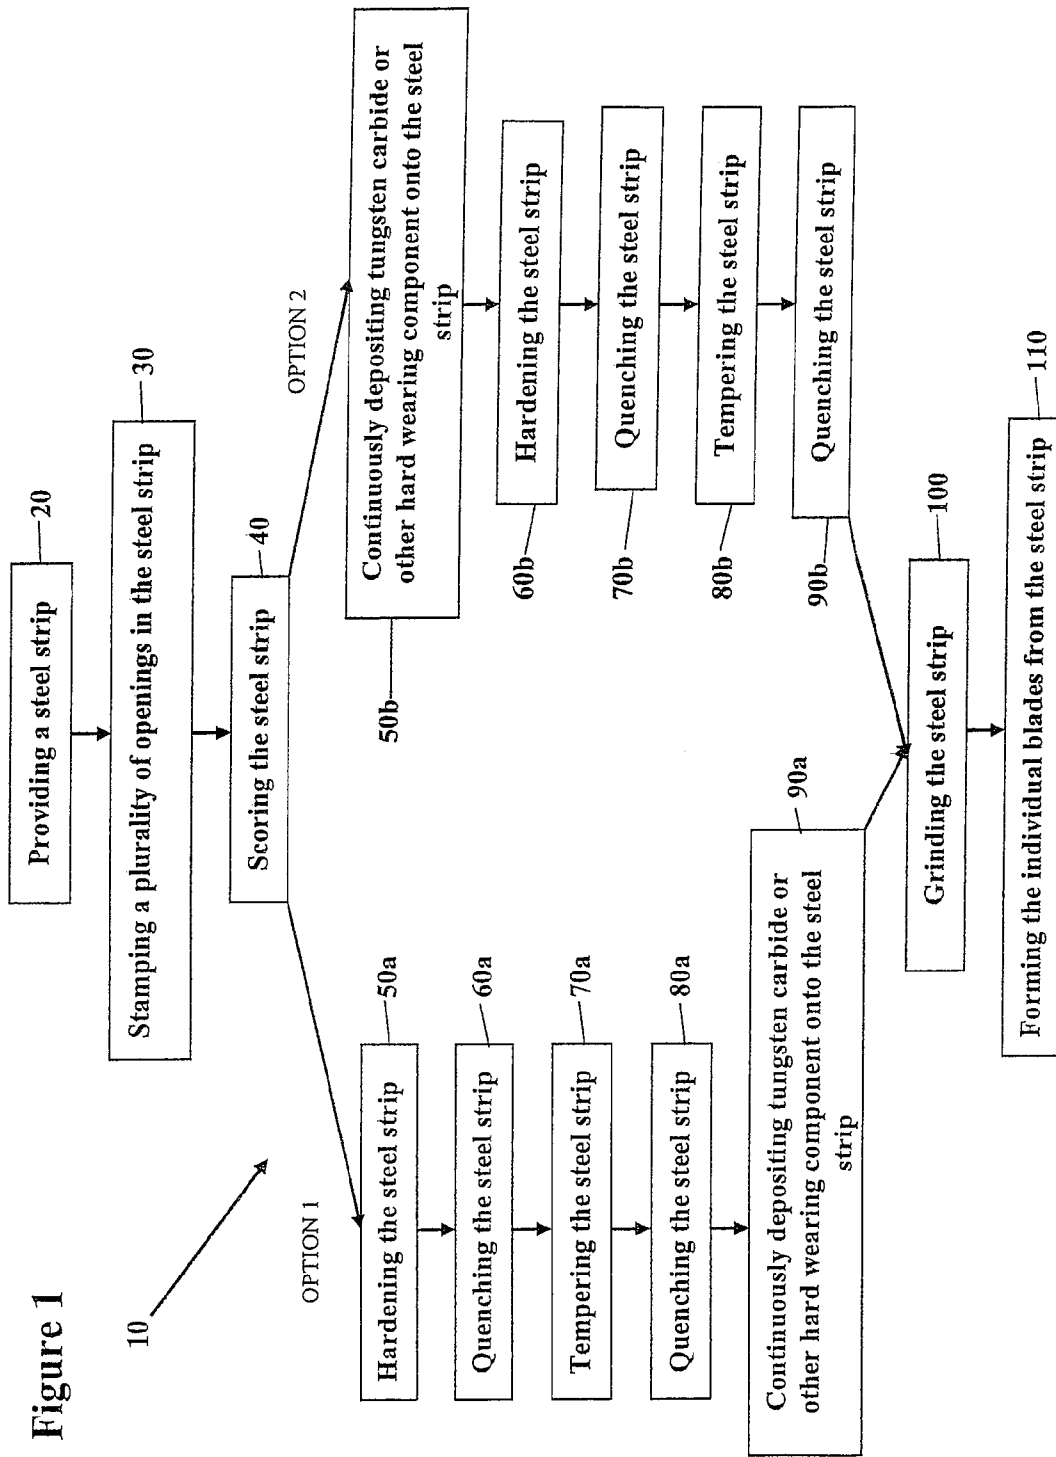 Figure 1
10
Providing a steel strip
20
Stamping a plurality of openings in the steel strip
30
Scoring the steel strip
40
OPTION 1
Hardening the steel strip
50a
Quenching the steel strip
60a
Tempering the steel strip
70a
Quenching the steel strip
80a
Continuously depositing tungsten carbide or
other hard wearing component onto the steel
strip
90a
OPTION 2
Continuously depositing tungsten carbide or
other hard wearing component onto the steel
strip
50b
Hardening the steel strip
60b
Quenching the steel strip
70b
Tempering the steel strip
80b
Quenching the steel strip
90b
Grinding the steel strip
100
Forming the individual blades from the steel strip
110